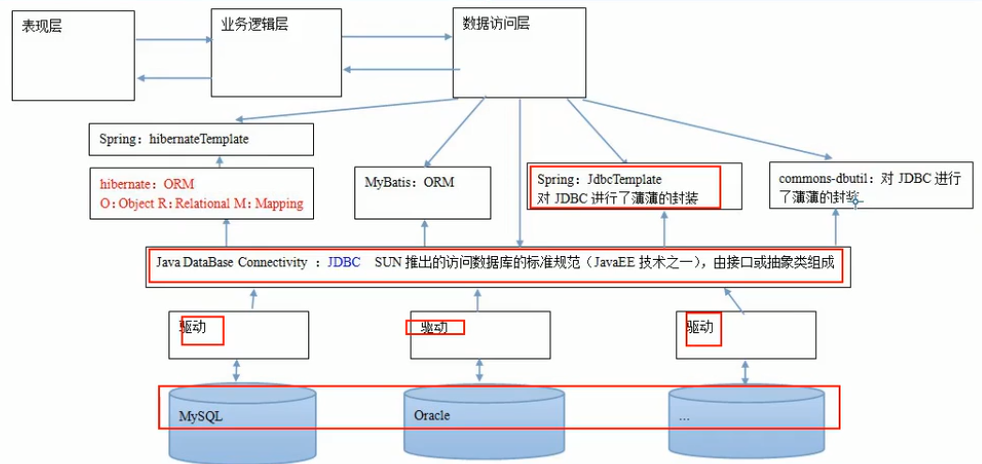 表现层
业务逻辑层
数据访问层
Spring：hibernateTemplate
hibernate：ORM
O：Object R：Relational M：Mapping
MyBatis：ORM
Spring：JdbcTemplate
对 JDBC 进行了薄薄的封装
commons-dbutil：对 JDBC 进行
了薄薄的封装
Java DataBase Connectivity ：JDBC SUN 推出的访问数据库的标准规范（JavaEE 技术之一），由接口或抽象类组成
驱动
驱动
驱动
MySQL
Oracle
...